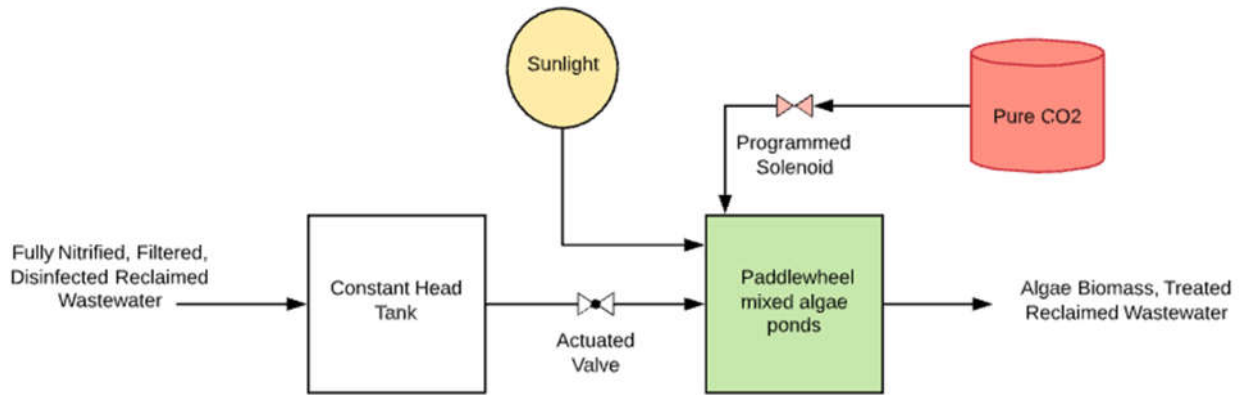 Sunlight
Pure CO2
Programmed
Solenoid
Fully Nitrified, Filtered,
Disinfected Reclaimed
Wastewater
Constant Head
Tank
Actuated
Valve
Paddlewheel
mixed algae
ponds
Algae Biomass, Treated
Reclaimed Wastewater